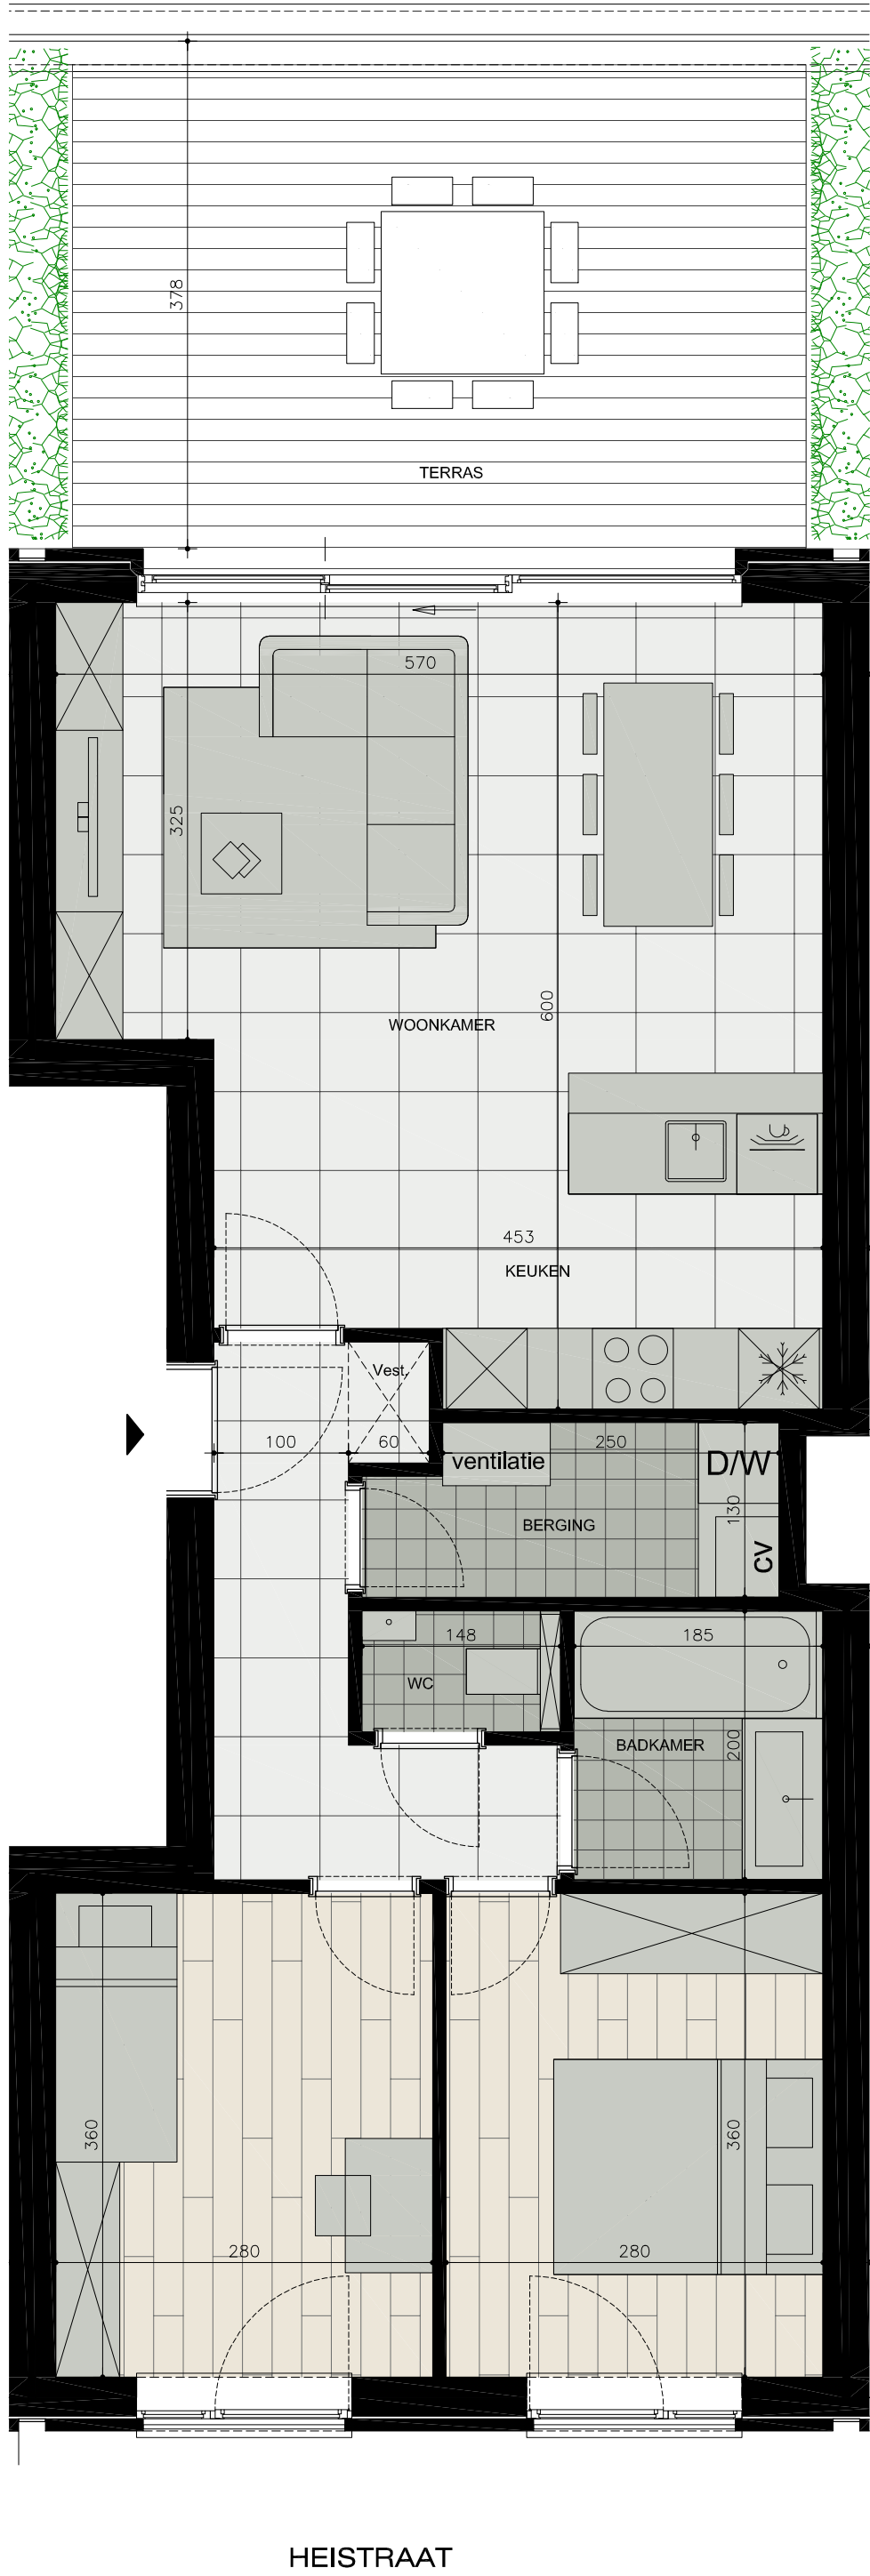 378
TERRAS
570
325
600
WOONKAMER
453
KEUKEN
Vest.
100
60
ventilatie
250
D/W
130
BERGING
CV
148
185
WC
BADKAMER
200
360
360
280
280
HEISTRAAT